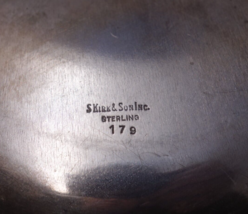 S. KIRK & SON INC.
STERLING
179